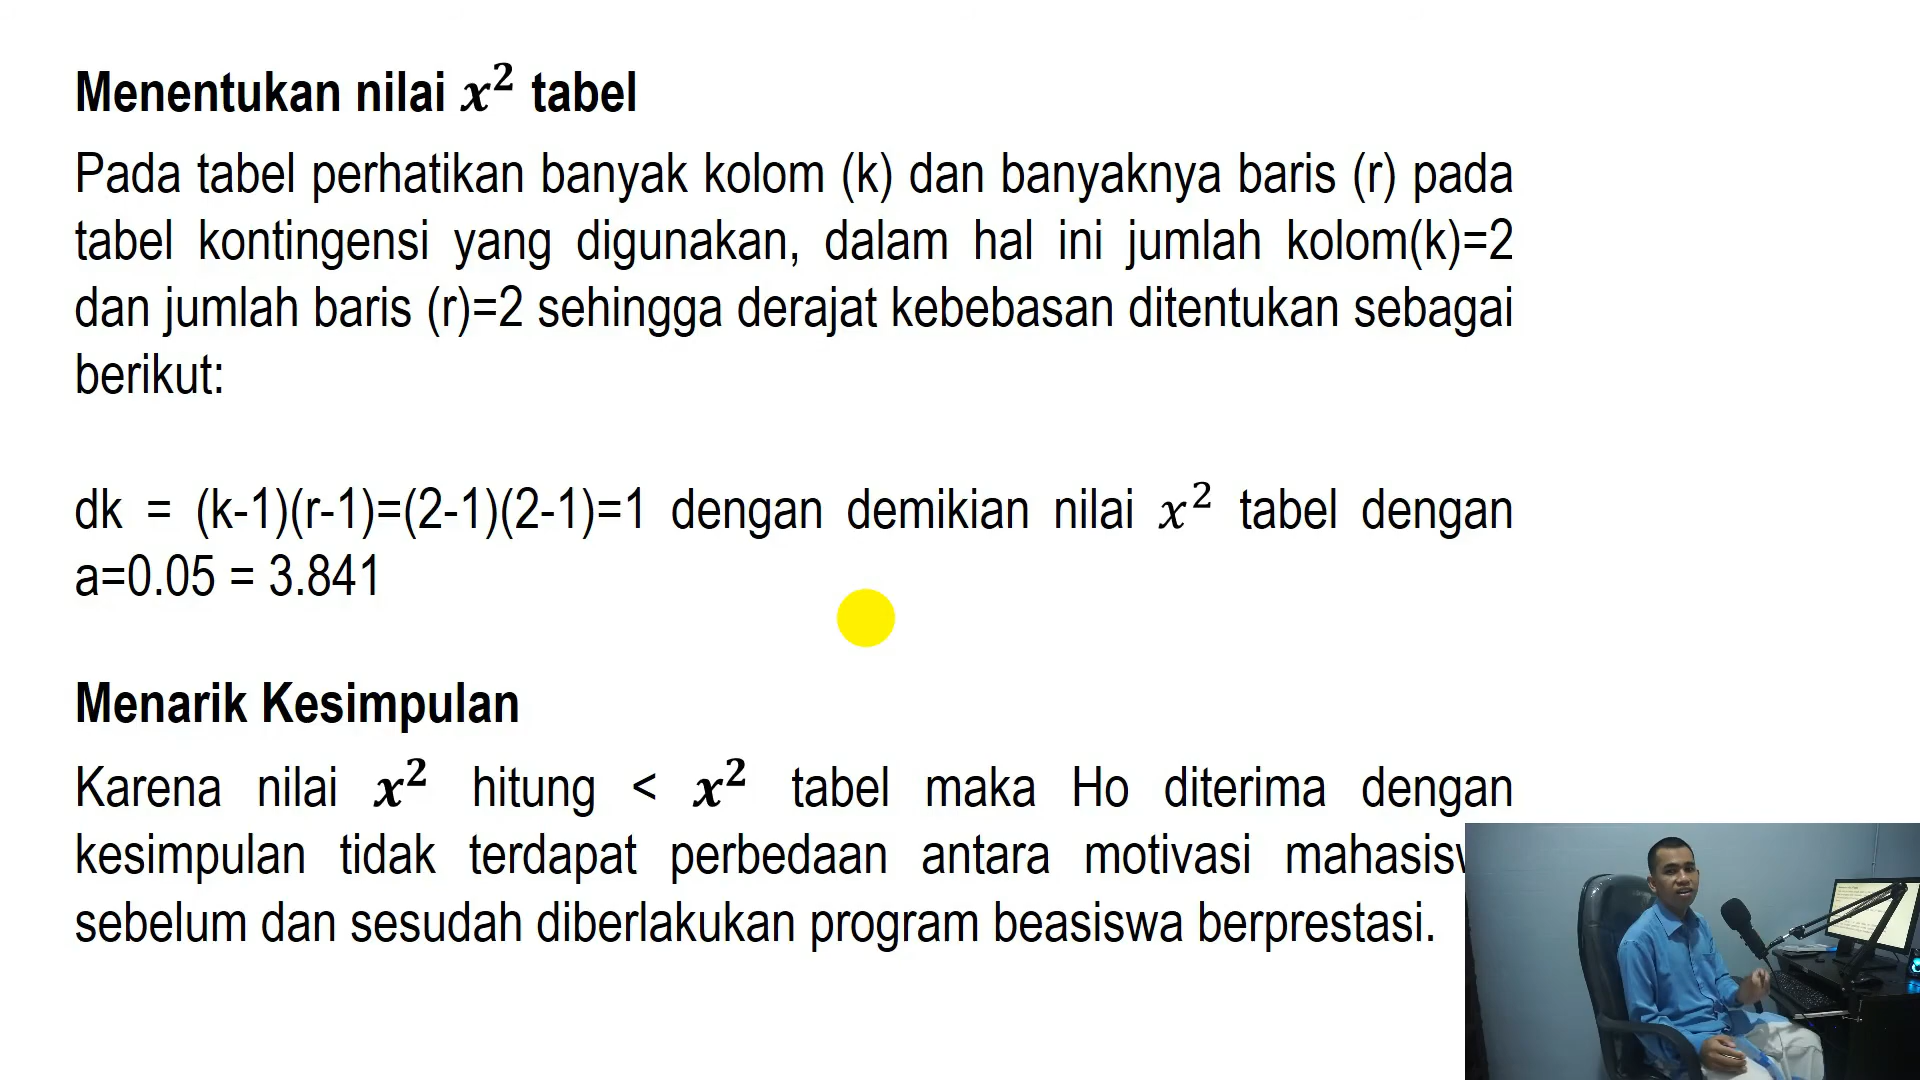 Menentukan nilai x² tabel
Pada tabel perhatikan banyak kolom (k) dan banyaknya baris (r) pada
tabel kontingensi yang digunakan, dalam hal ini jumlah kolom(k)=2
dan jumlah baris (r)=2 sehingga derajat kebebasan ditentukan sebagai
berikut:
dk = (k-1)(r-1)=(2-1)(2-1)=1 dengan demikian nilai x² tabel dengan
a=0.05 = 3.841
Menarik Kesimpulan
Karena nilai x² hitung < x² tabel maka Ho diterima dengan
kesimpulan tidak terdapat perbedaan antara motivasi
sebelum dan sesudah diberlakukan program beasiswa berprestasi.